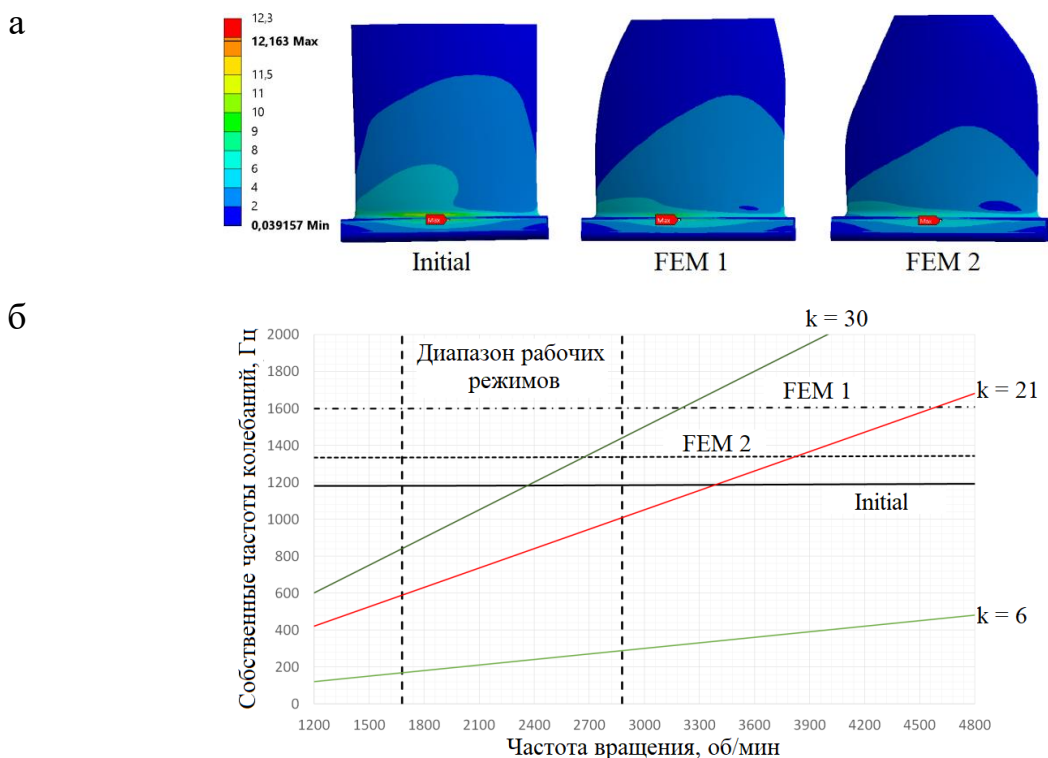 а
12,3
12,163 Max
11,5
11
10
9
8
6
4
2
0,039157 Min
Max
Max
Max
Initial
FEM 1
FEM 2
б
k = 30
Собственные частоты колебаний, Гц
2000
1800
1600
1400
1200
1000
800
600
400
200
0
Диапазон рабочих
режимов
FEM 1
k = 21
FEM 2
Initial
k = 6
1200 1500 1800 2100 2400 2700 3000 3300 3600 3900 4200 4500 4800
Частота вращения, об/мин